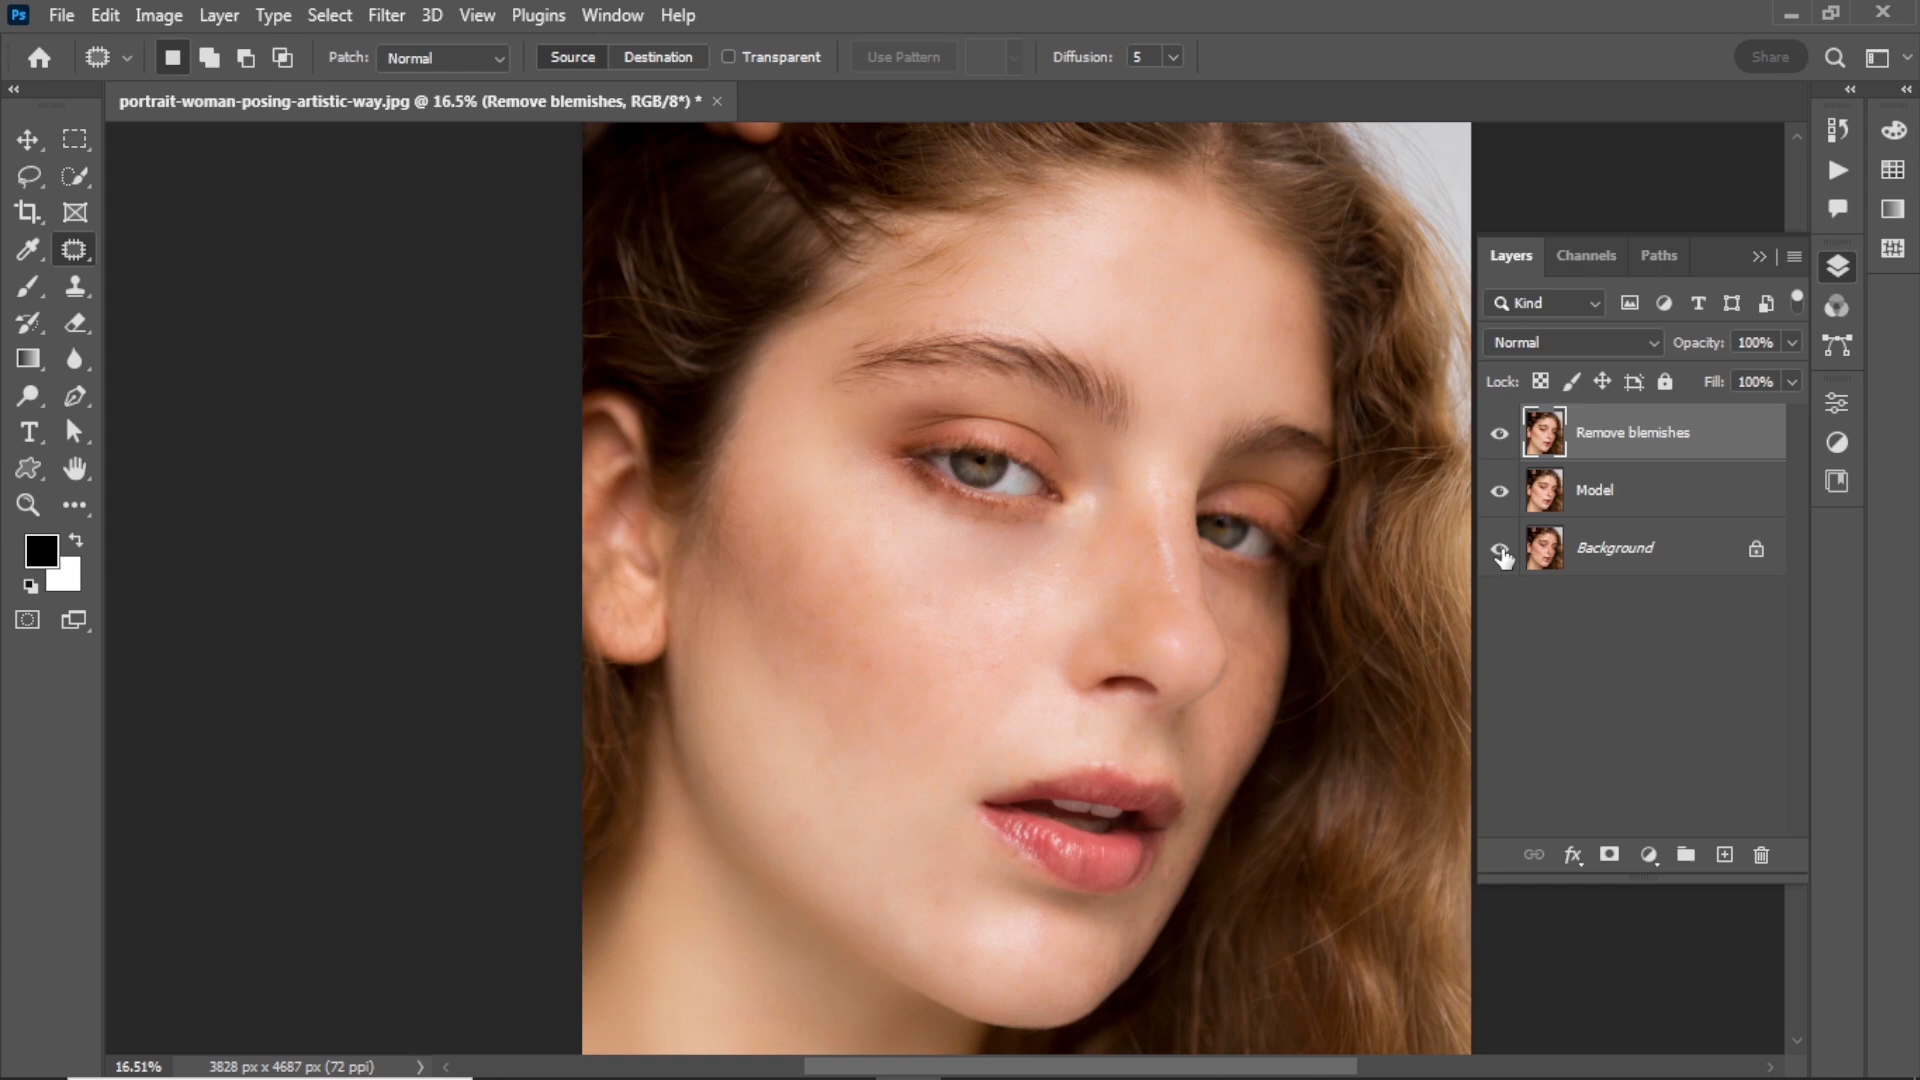 Ps File Edit Image Layer Type Select Filter 3D View Plugins Window Help
Patch: Normal Source Destination Transparent Use Pattern Diffusion: 5 Share
portrait-woman-posing-artistic-way.jpg @ 16.5% (Remove blemishes, RGB/8*) *
Layers Channels Paths
Kind
Normal Opacity: 100%
Lock: Fill: 100%
Remove blemishes
Model
Background
fx
16.51% 3828 px x 4687 px (72 ppi)